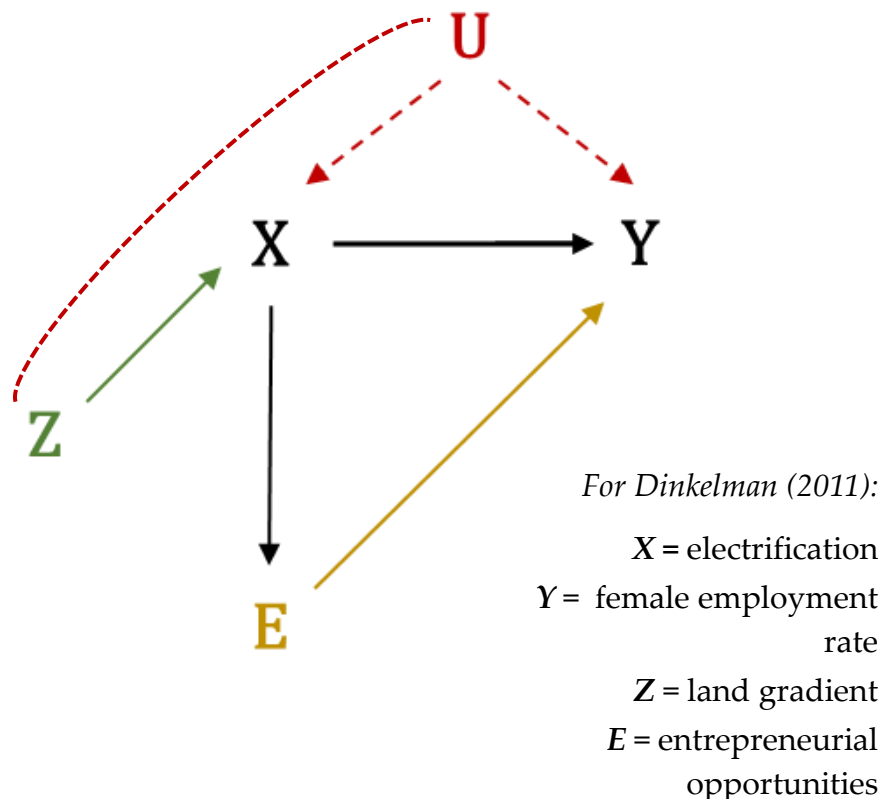 U
X
Y
Z
E
For Dinkelman (2011):
X = electrification
Y = female employment
rate
Z = land gradient
E = entrepreneurial
opportunities